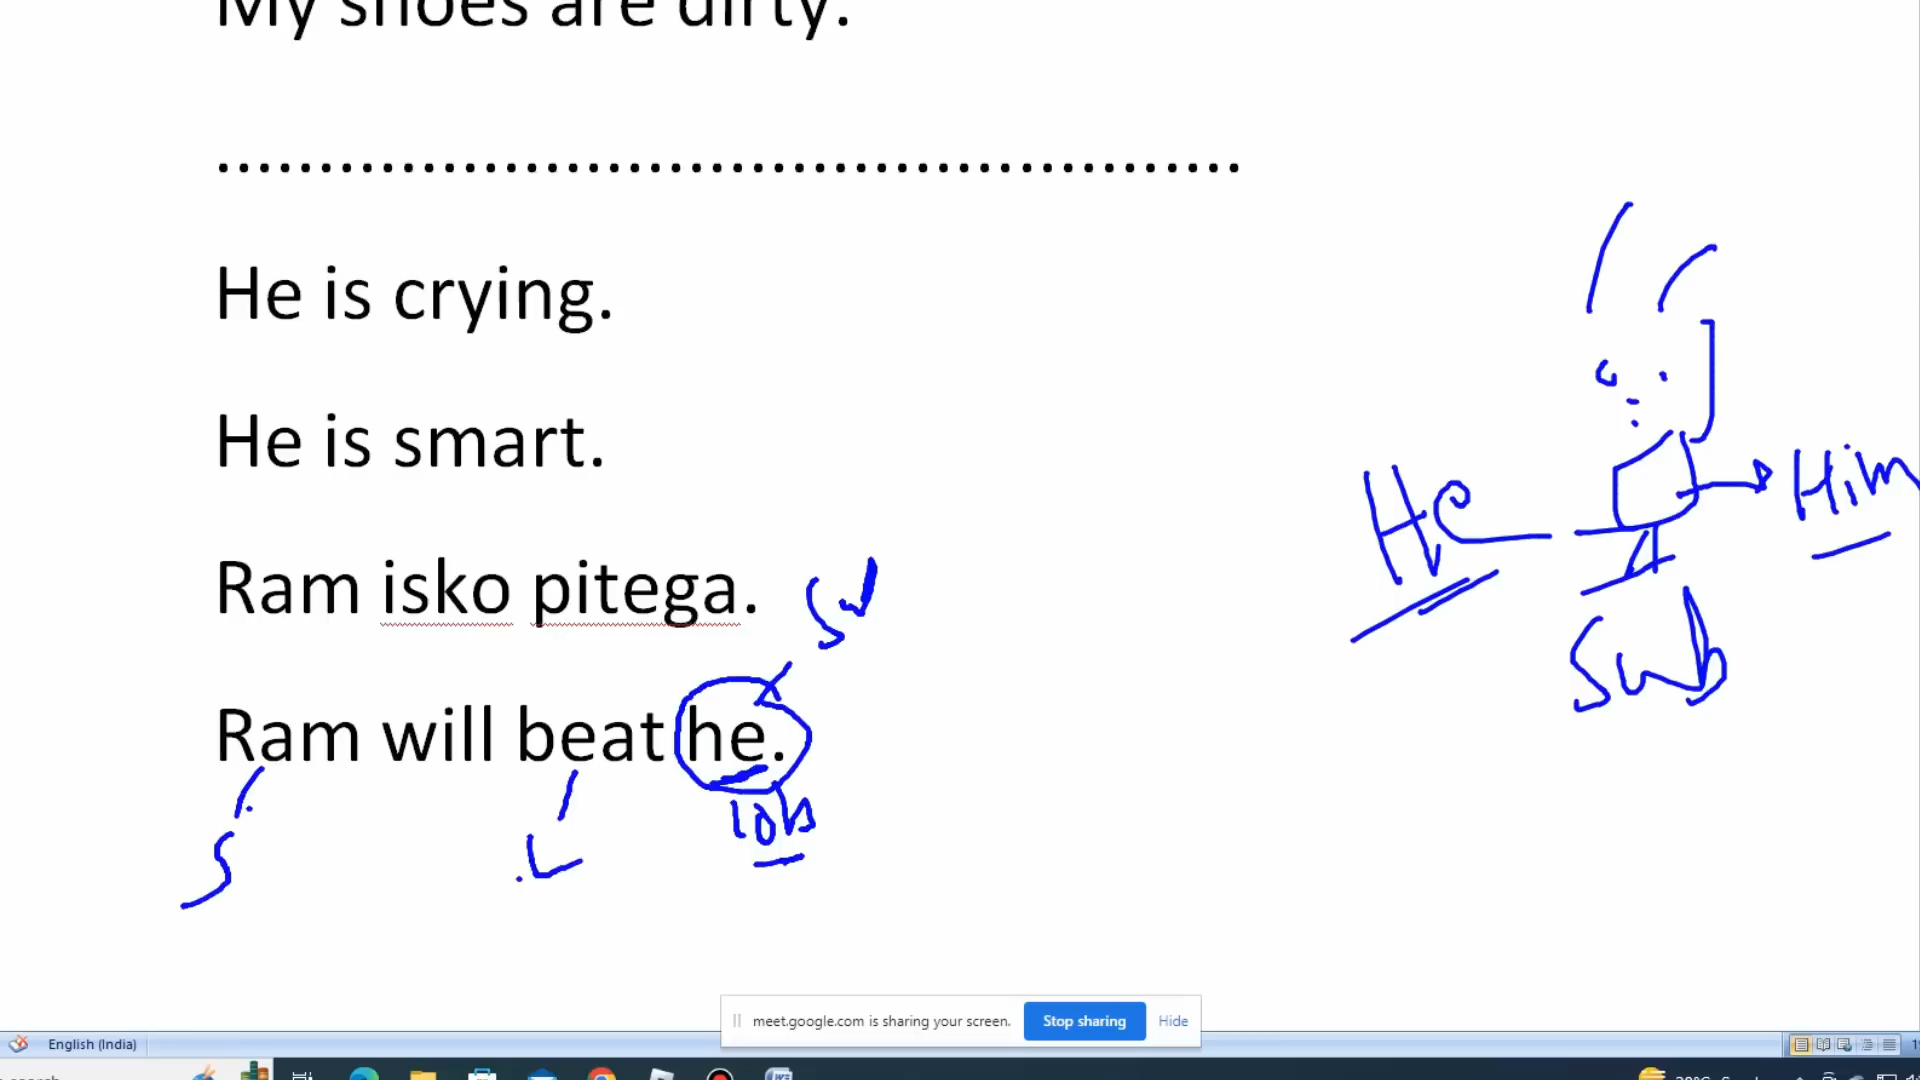 My shoes are dirty.
..................................................
He is crying.
He is smart.
He
Him
Ram isko pitega.
Sub
Ram will beat he.
S
meet.google.com is sharing your screen.
Stop sharing
Hide
English (India)